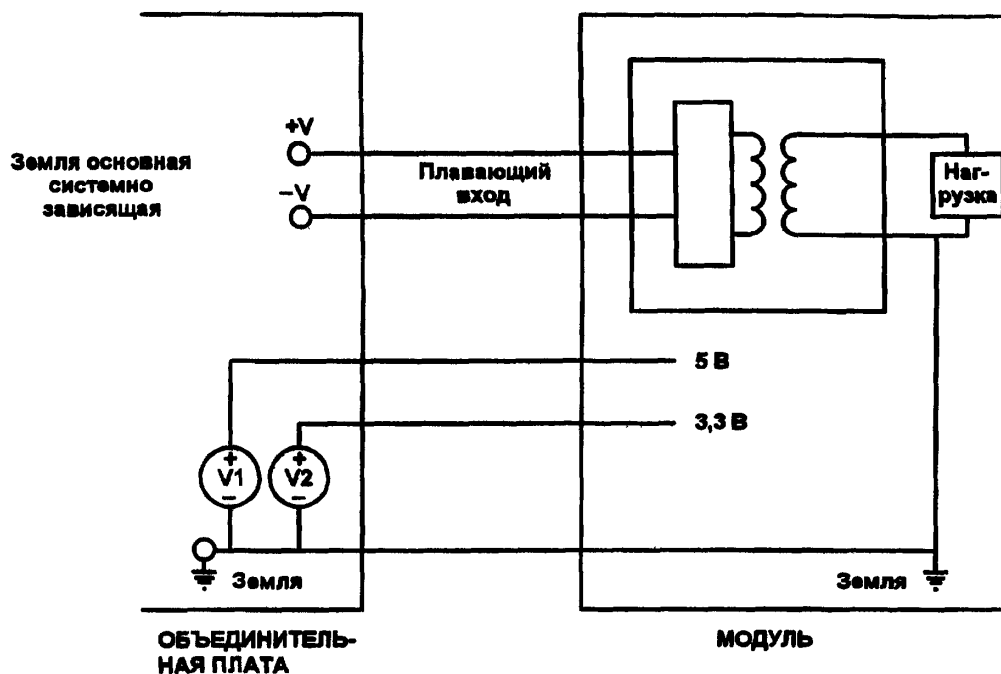 +V
Земля основная
системно
зависящая
−V
Плавающий
вход
Наг-
рузка
5 В
3,3 В
+
V1
−
+
V2
−
Земля
Земля
ОБЪЕДИНИТЕЛЬ-
НАЯ ПЛАТА
МОДУЛЬ